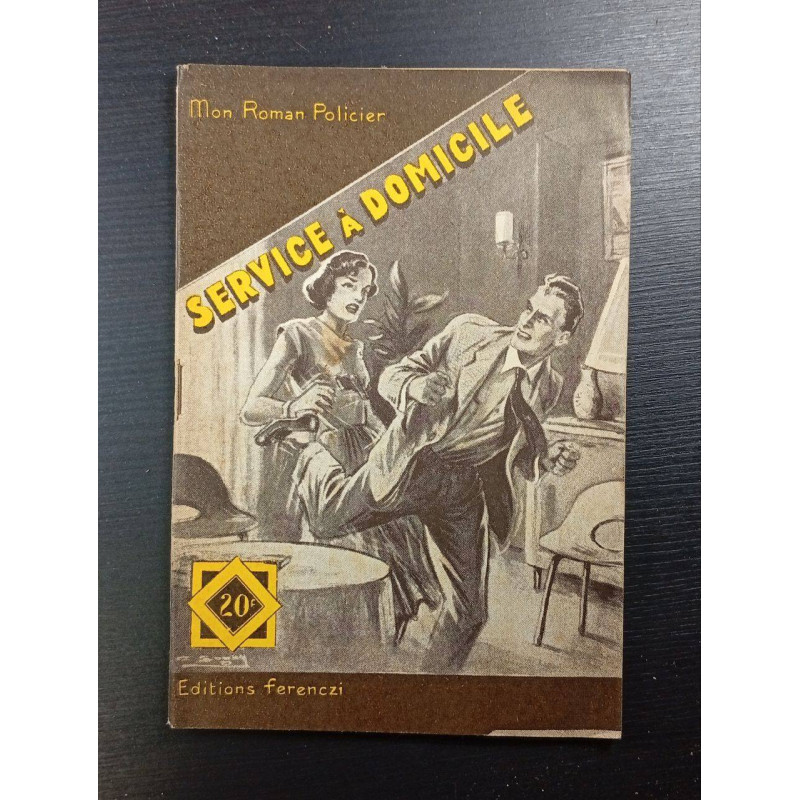 Mon Roman Policier
SERVICE À DOMICILE
20F
Editions Ferenczi